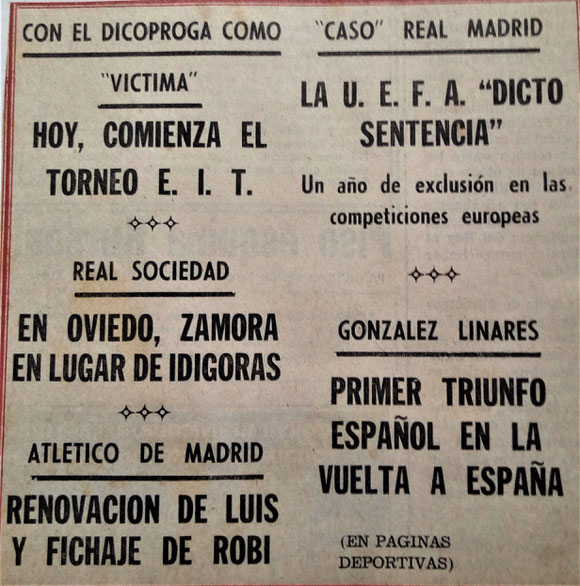 CON EL DICOPROGA COMO
"VICTIMA"
HOY, COMIENZA EL
TORNEO E. I. T.
REAL SOCIEDAD
EN OVIEDO, ZAMORA
EN LUGAR DE IDIGORAS
ATLETICO DE MADRID
RENOVACION DE LUIS
Y FICHAJE DE ROBI
"CASO" REAL MADRID
LA U. E. F. A. "DICTO
SENTENCIA"
Un año de exclusión en las
competiciones europeas
GONZALEZ LINARES
PRIMER TRIUNFO
ESPAÑOL EN LA
VUELTA A ESPAÑA
(EN PAGINAS
DEPORTIVAS)